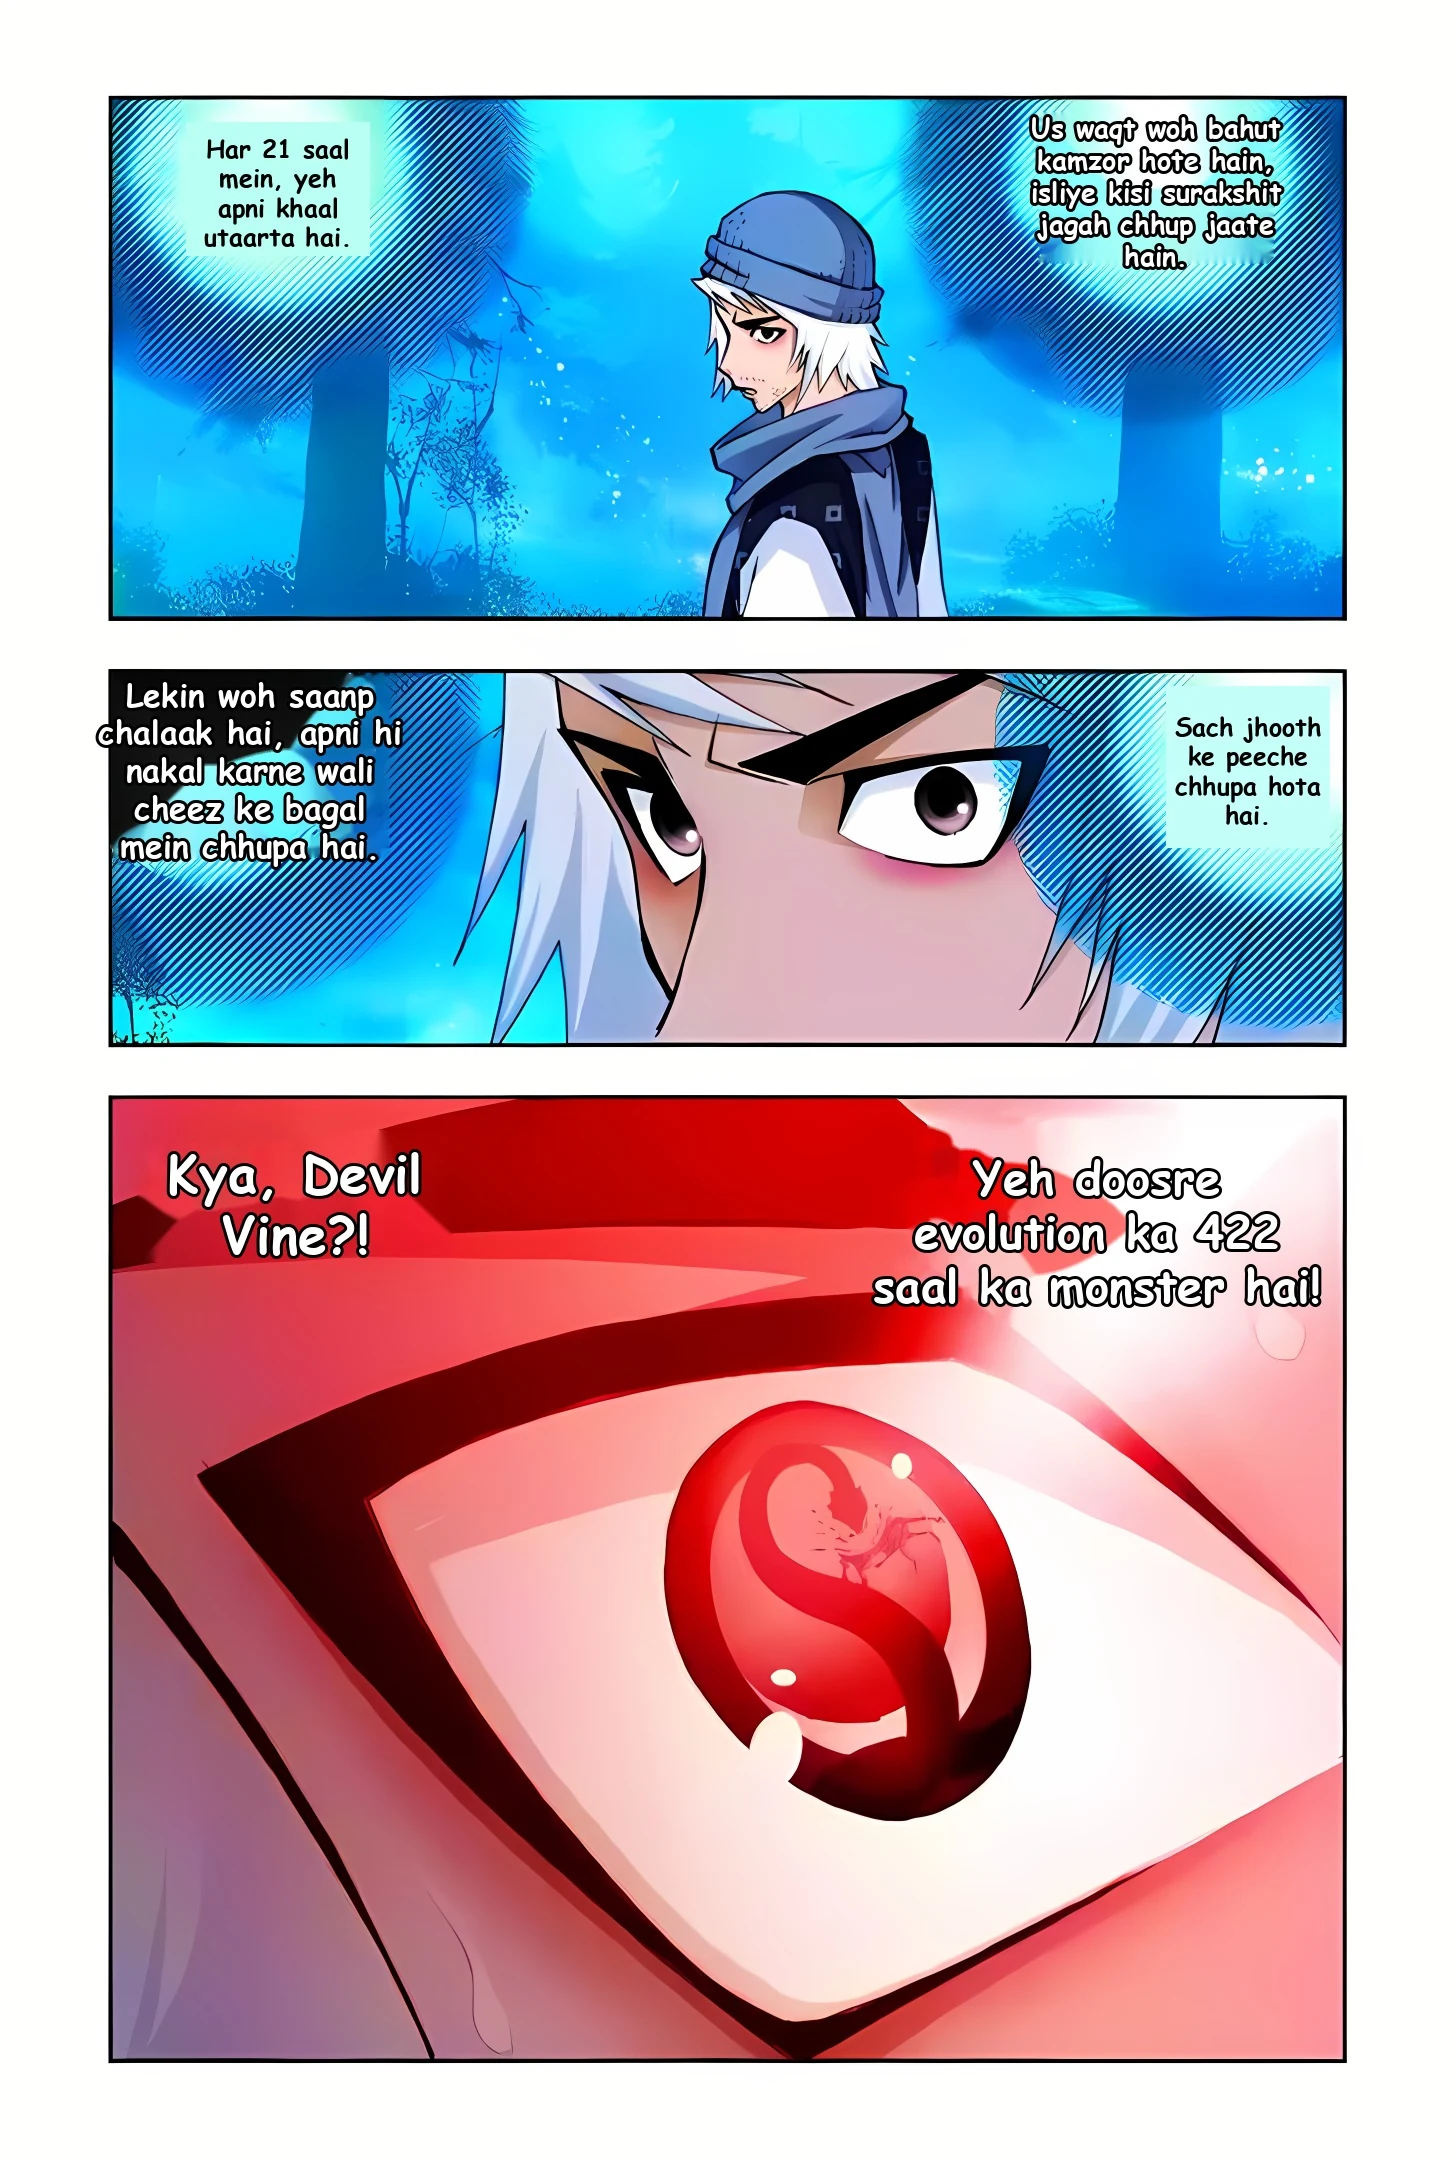 Har 21 saal
mein, yeh
apni khaal
utaarta hai.
Us waqt woh bahut
kamzor hote hain,
isliye kisi surakshit
jagah chhup jaate
hain.
Lekin woh saanp
chalaak hai, apni hi
nakal karne wali
cheez ke bagal
mein chhupa hai.
Sach jhooth
ke peeche
chhupa hota
hai.
Kya, Devil
Vine?!
Yeh doosre
evolution ka 422
saal ka monster hai!